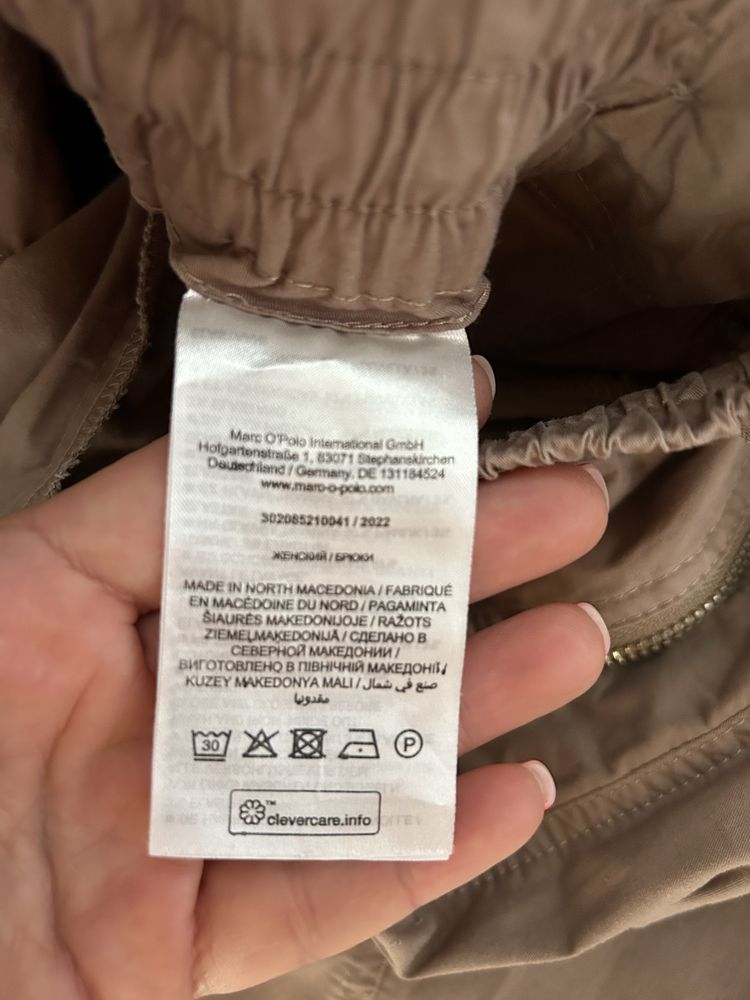 Marc O'Polo International GmbH
Hofgartenstraße 1, 83071 Stephanskirchen
Deutschland / Germany, DE 131184524
www.marc-o-polo.com
302085210041 / 2022
ЖЕНСКИЙ / БРЮКИ
MADE IN NORTH MACEDONIA / FABRIQUÉ
EN MACÉDOINE DU NORD / PAGAMINTA
ŠIAURĖS MAKEDONIJOJE / RAŽOTS
ZIEMEĻMAĶEDONIJĀ / СДЕЛАНО В
СЕВЕРНОЙ МАКЕДОНИИ /
ВИГОТОВЛЕНО В ПІВНІЧНІЙ МАКЕДОНІЇ /
KUZEY MAKEDONYA MALI / صنع في شمال
مقدونيا
30 P
clevercare.info™